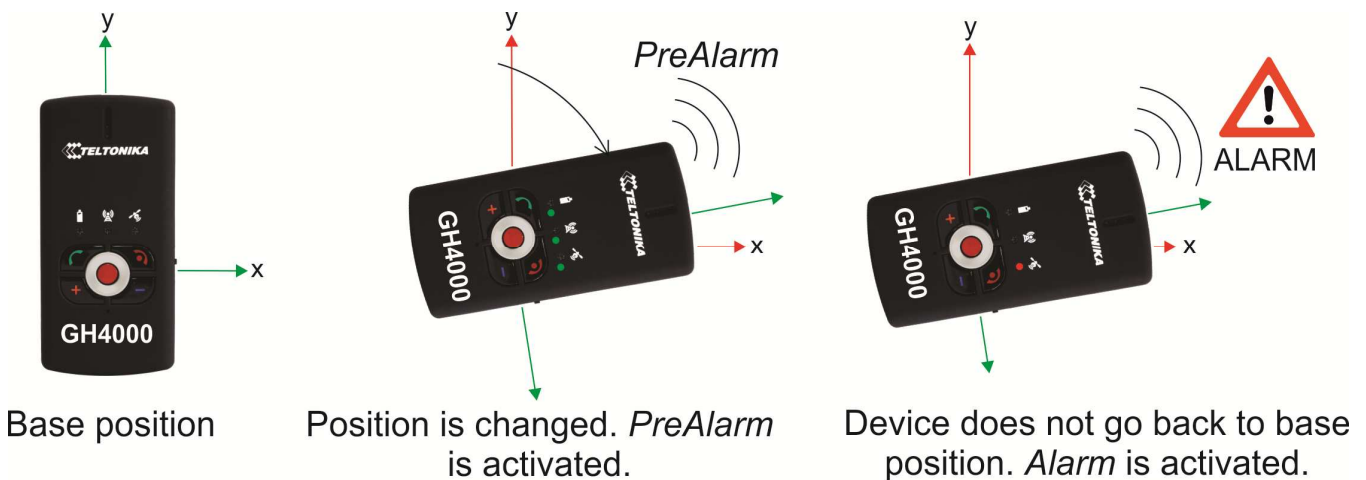 y
x
TELTONIKA
GH4000
Base position
y
PreAlarm
x
TELTONIKA
GH4000
Position is changed. PreAlarm
is activated.
y
ALARM
x
TELTONIKA
GH4000
Device does not go back to base
position. Alarm is activated.